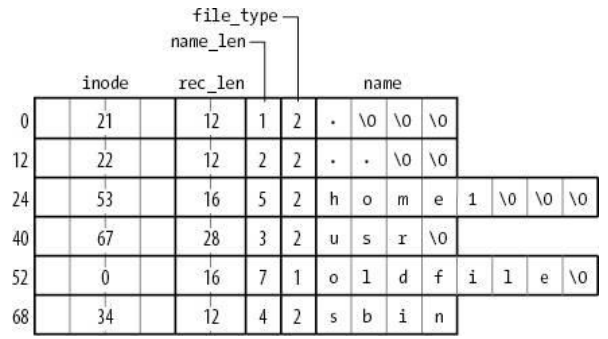 file_type
name_len
inode rec_len name
0 21 12 1 2 . \0 \0 \0
12 22 12 2 2 . . \0 \0
24 53 16 5 2 h o m e 1 \0 \0 \0
40 67 28 3 2 u s r \0
52 0 16 7 1 o l d f i l e \0
68 34 12 4 2 s b i n